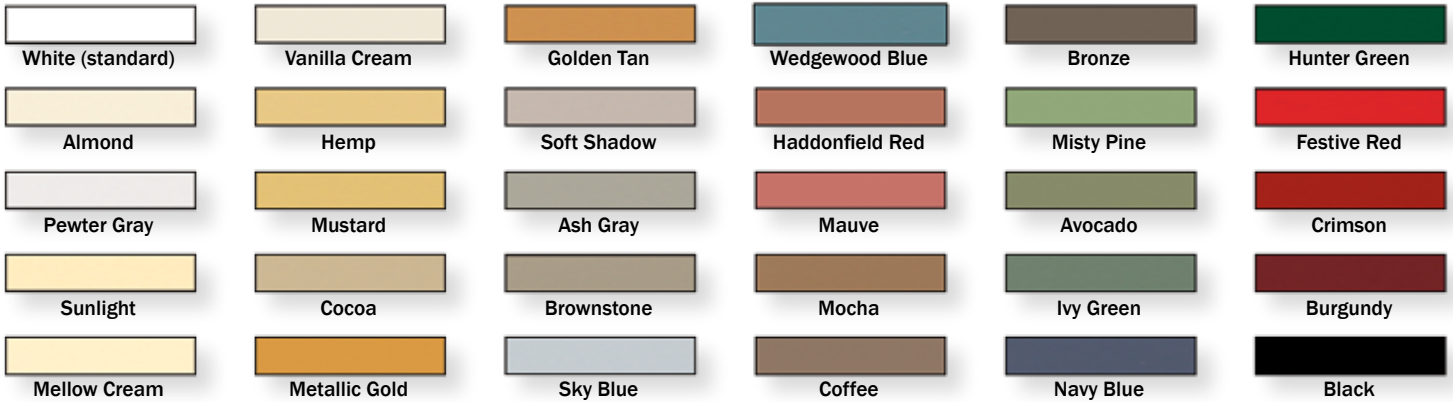 White (standard)
Vanilla Cream
Golden Tan
Wedgewood Blue
Bronze
Hunter Green
Almond
Hemp
Soft Shadow
Haddonfield Red
Misty Pine
Festive Red
Pewter Gray
Mustard
Ash Gray
Mauve
Avocado
Crimson
Sunlight
Cocoa
Brownstone
Mocha
Ivy Green
Burgundy
Mellow Cream
Metallic Gold
Sky Blue
Coffee
Navy Blue
Black